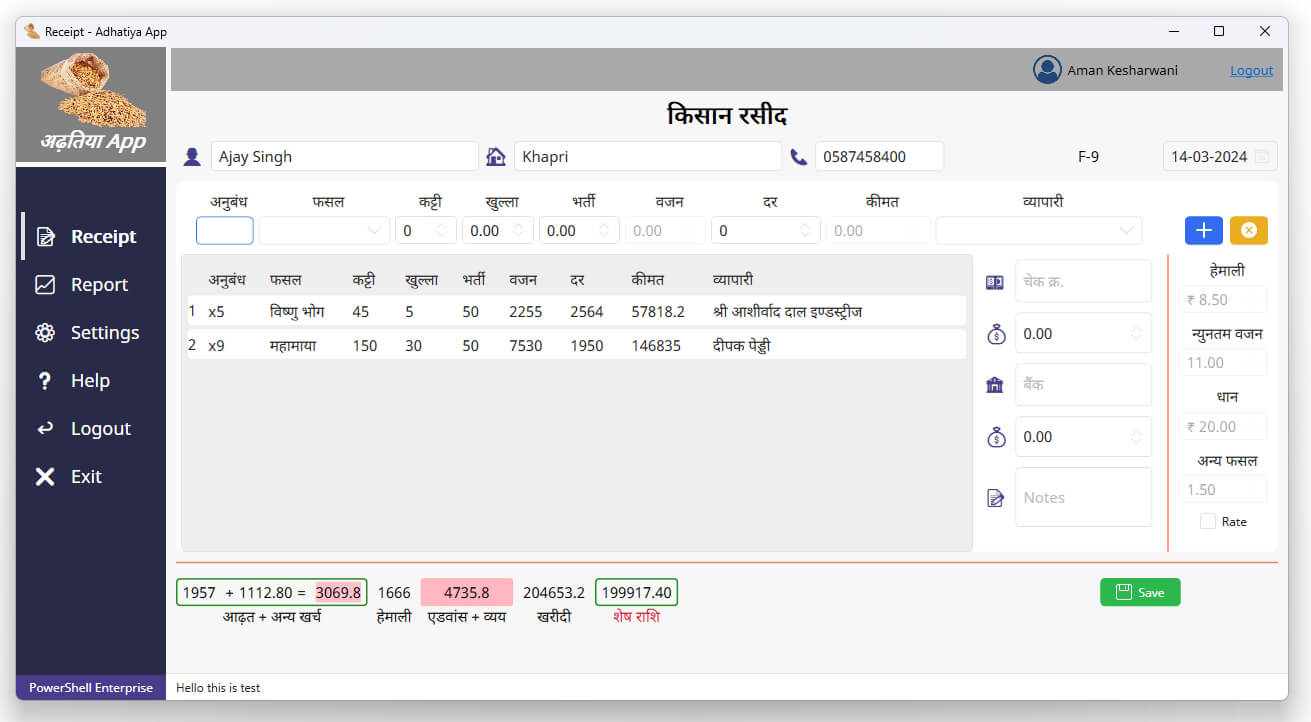 Receipt - Adhatiya App
अढ़तिया App
Aman Kesharwani Logout
किसान रसीद
Ajay Singh Khapri 0587458400 F-9 14-03-2024
अनुबंध फसल कट्टी खुल्ला भर्ती वजन दर कीमत व्यापारी
0 0.00 0.00 0.00 0 0.00
Receipt
Report
Settings
Help
Logout
Exit
अनुबंध फसल कट्टी खुल्ला भर्ती वजन दर कीमत व्यापारी
1 x5 विष्णु भोग 45 5 50 2255 2564 57818.2 श्री आशीर्वाद दाल इण्डस्ट्रीज
2 x9 महामाया 150 30 50 7530 1950 146835 दीपक पेड्डी
चेक क्र.
0.00
बैंक
0.00
Notes
हेमाली
₹ 8.50
न्युनतम वजन
11.00
धान
₹ 20.00
अन्य फसल
1.50
Rate
1957 + 1112.80 = 3069.8 1666 4735.8 204653.2 199917.40
आढ़त + अन्य खर्च हेमाली एडवांस + व्यय खरीदी शेष राशि
Save
PowerShell Enterprise Hello this is test